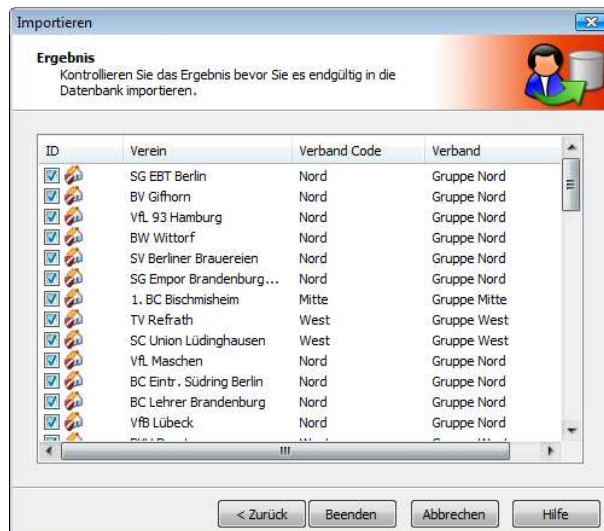 Importieren
Ergebnis
Kontrollieren Sie das Ergebnis bevor Sie es endgültig in die
Datenbank importieren.
ID Verein Verband Code Verband
SG EBT Berlin Nord Gruppe Nord
BV Gifhorn Nord Gruppe Nord
VfL 93 Hamburg Nord Gruppe Nord
BW Wittorf Nord Gruppe Nord
SV Berliner Brauereien Nord Gruppe Nord
SG Empor Brandenburg... Nord Gruppe Nord
1. BC Bischmisheim Mitte Gruppe Mitte
TV Refrath West Gruppe West
SC Union Lüdinghausen West Gruppe West
VfL Maschen Nord Gruppe Nord
BC Eintr. Südring Berlin Nord Gruppe Nord
BC Lehrer Brandenburg Nord Gruppe Nord
VfB Lübeck Nord Gruppe Nord
< Zurück Beenden Abbrechen Hilfe